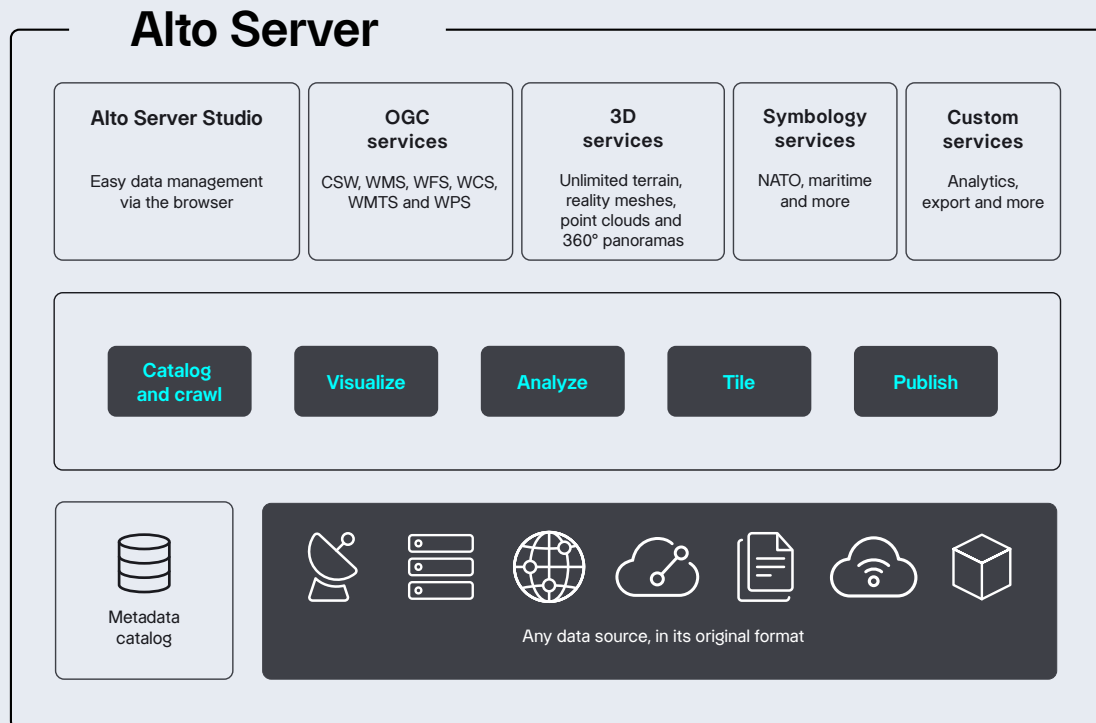 Alto Server
Alto Server Studio
Easy data management
via the browser
OGC
services
CSW, WMS, WFS, WCS,
WMTS and WPS
3D
services
Unlimited terrain,
reality meshes,
point clouds and
360° panoramas
Symbology
services
NATO, maritime
and more
Custom
services
Analytics,
export and more
Catalog
and crawl
Visualize
Analyze
Tile
Publish
Metadata
catalog
Any data source, in its original format